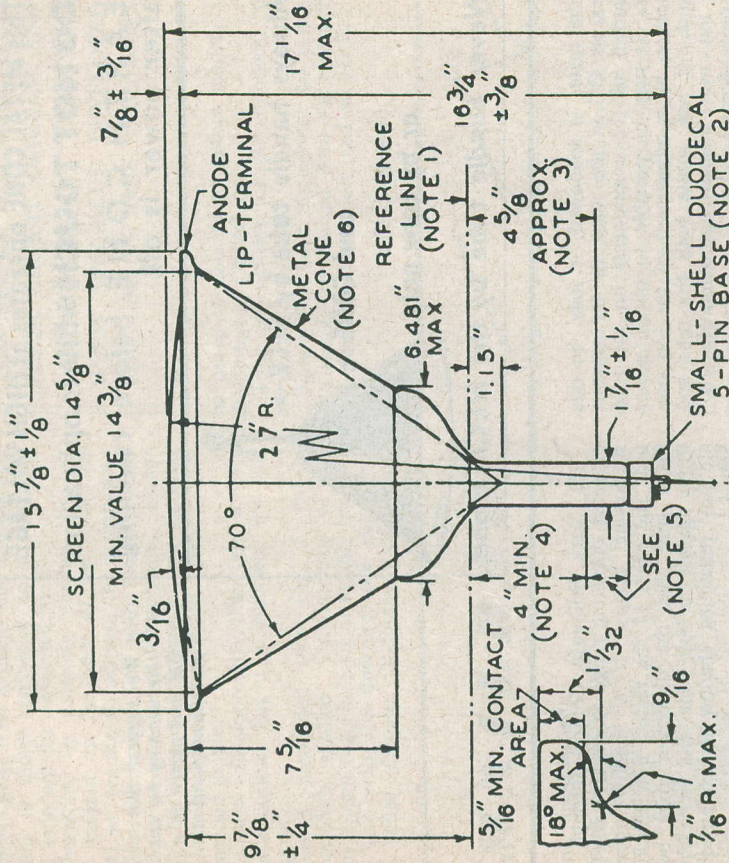 15 7/8" ± 1/8"
SCREEN DIA. 14 5/8"
MIN. VALUE 14 3/8"
3/16"
7/8" ± 3/16"
17 11/16"
MAX.
ANODE
LIP-TERMINAL
METAL
CONE
(NOTE 6)
27" R.
70°
REFERENCE
LINE
(NOTE 1)
16 3/4"
± 3/8"
6.481"
MAX
7 5/16"
9 7/8"
± 1/4"
1.15"
4 5/8"
APPROX.
(NOTE 3)
4" MIN.
(NOTE 4)
1 7/16" ± 1/16"
SEE
(NOTE 5)
SMALL-SHELL DUODECAL
5-PIN BASE (NOTE 2)
5/16" MIN. CONTACT
AREA
17/32"
18° MAX.
9/16"
7/16" R. MAX.